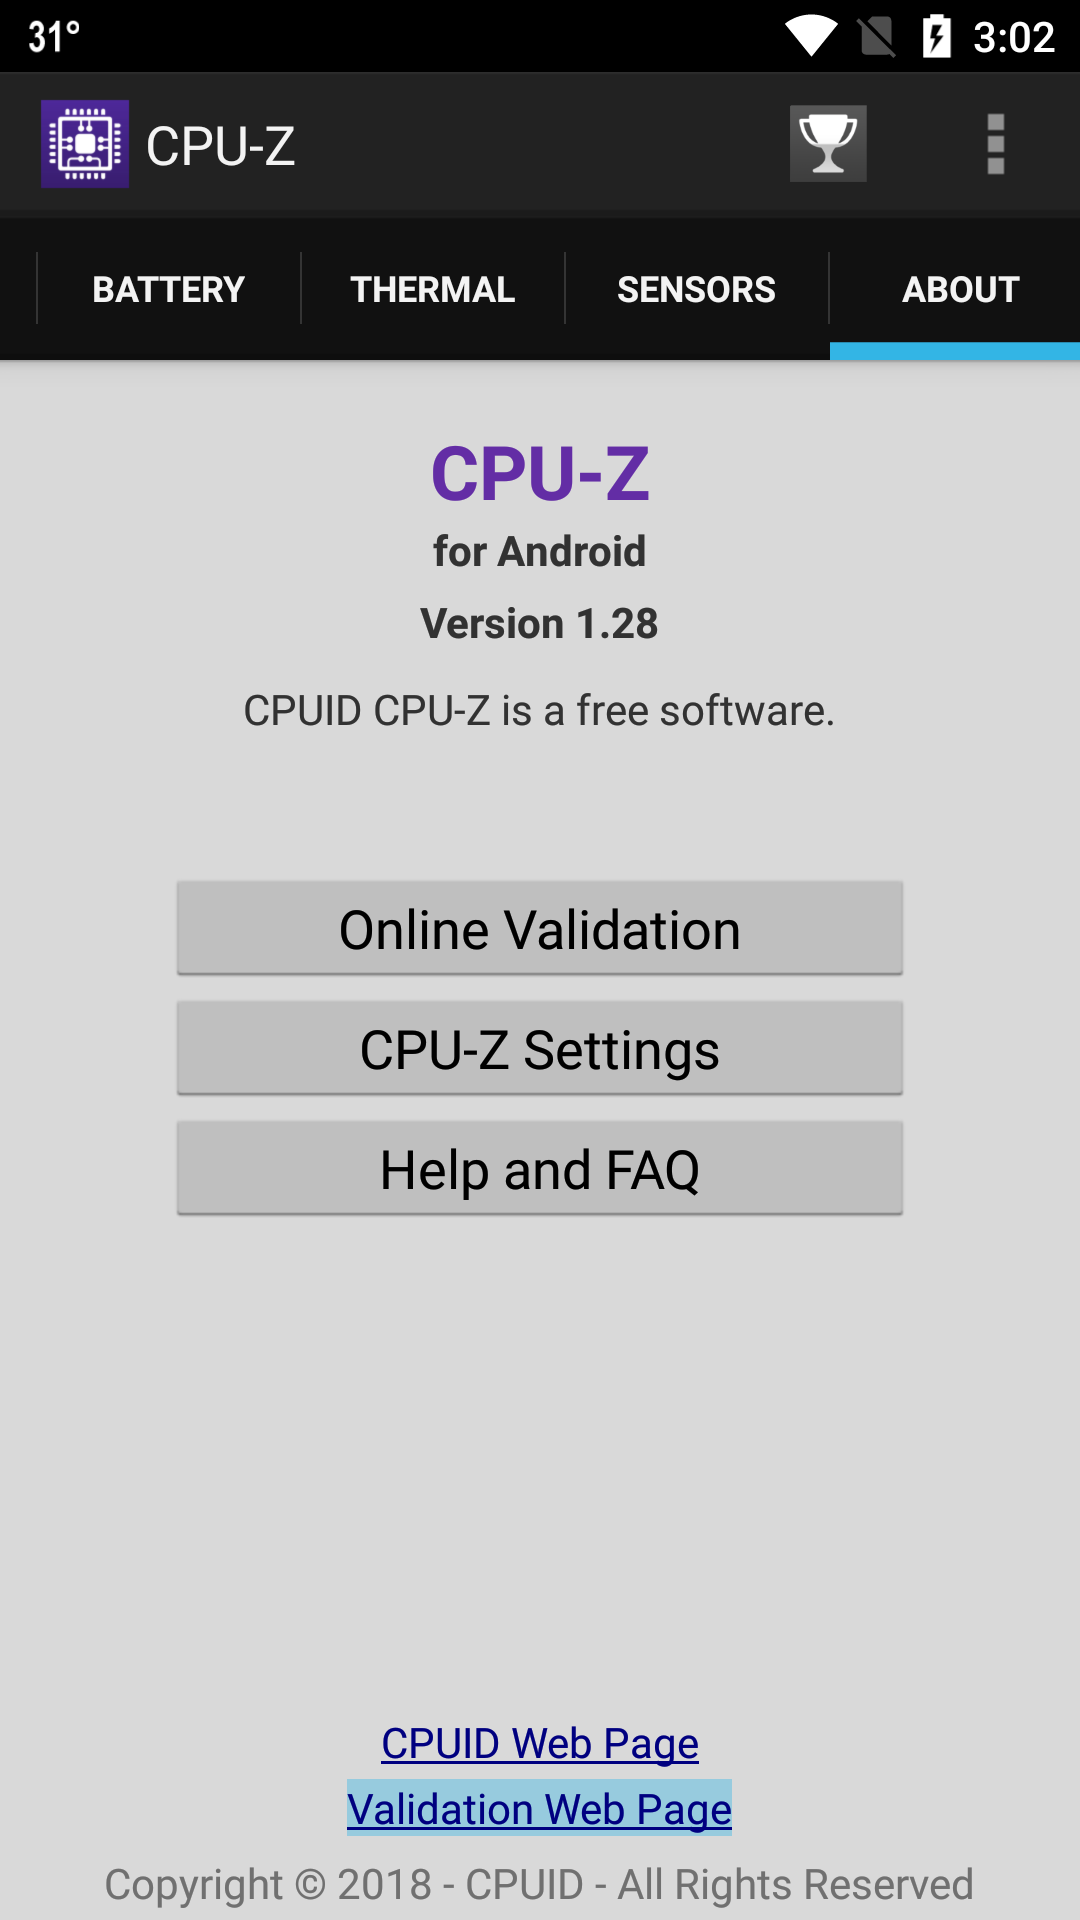 31°
3:02
CPU-Z
BATTERY THERMAL SENSORS ABOUT
CPU-Z
for Android
Version 1.28
CPUID CPU-Z is a free software.
Online Validation
CPU-Z Settings
Help and FAQ
CPUID Web Page
Validation Web Page
Copyright © 2018 - CPUID - All Rights Reserved